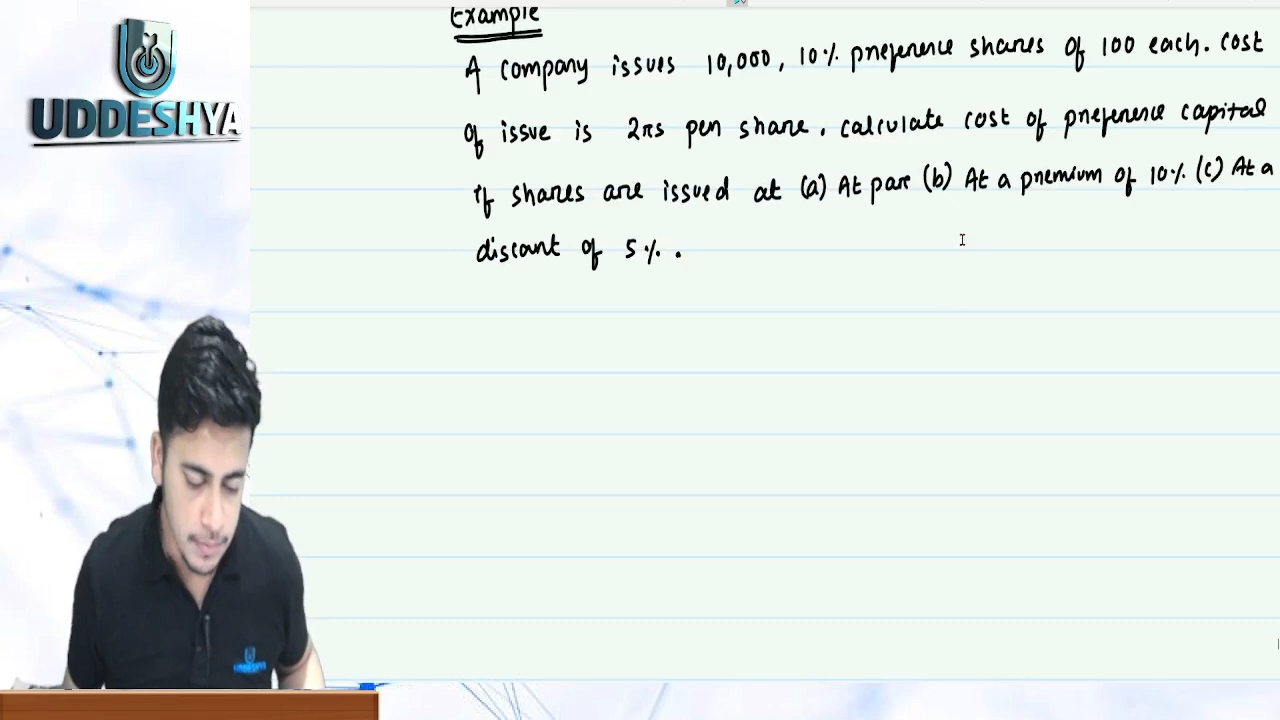 UDDESHYA
Example
A company issues 10,000, 10% preference shares of 100 each. cost
of issue is 2rs per share. calculate cost of preference capital
if shares are issued at (a) At par (b) At a premium of 10% (c) At a
discant of 5%.
UDDESHYA